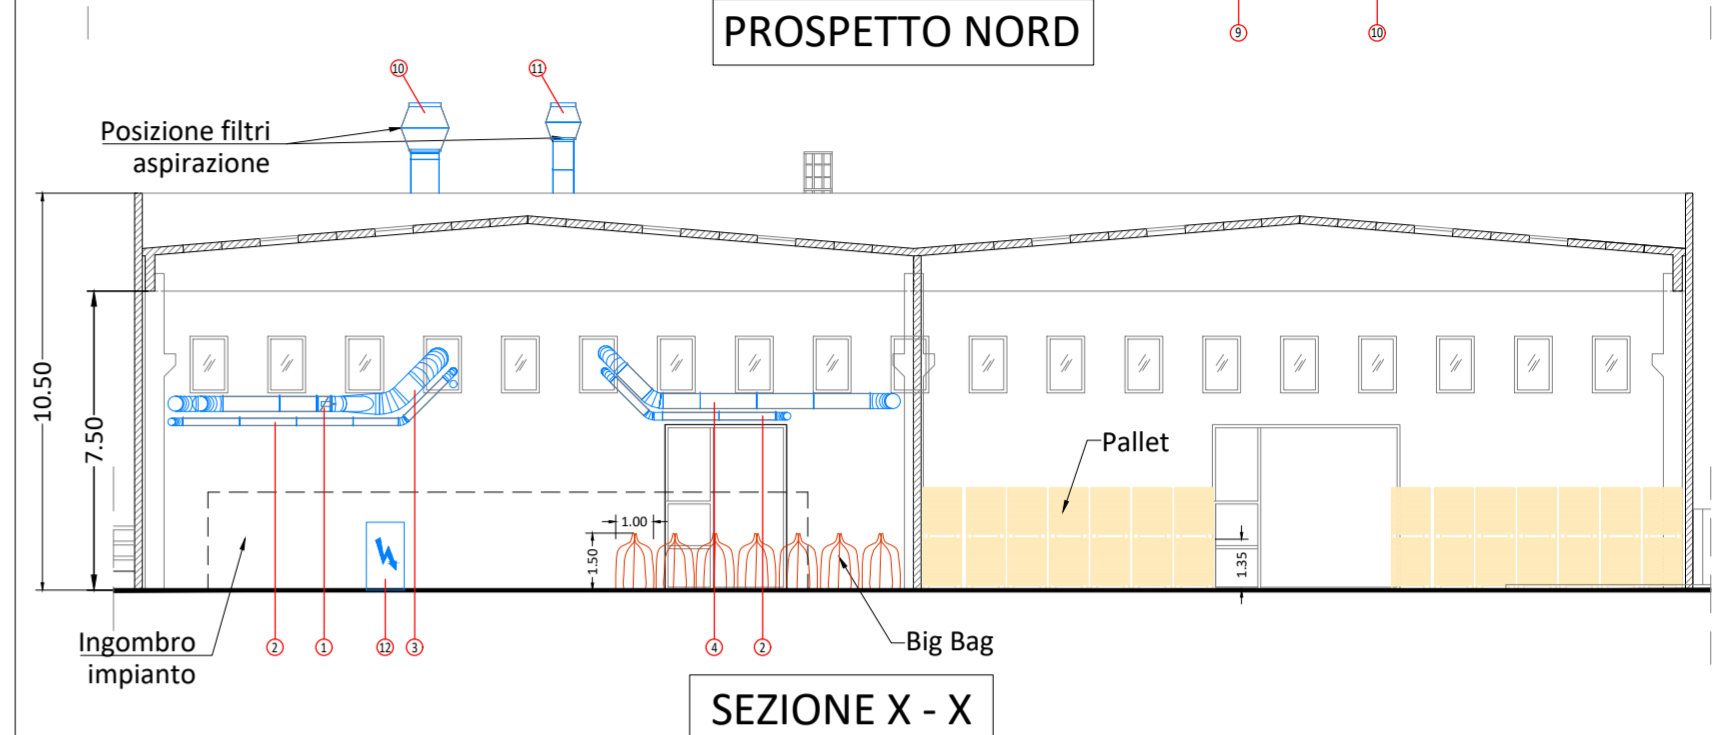 PROSPETTO NORD
9
10
10
11
Posizione filtri
aspirazione
10.50
7.50
Pallet
1.00
1.50
1.35
Ingombro
impianto
2
1
12
3
4
2
Big Bag
SEZIONE X - X